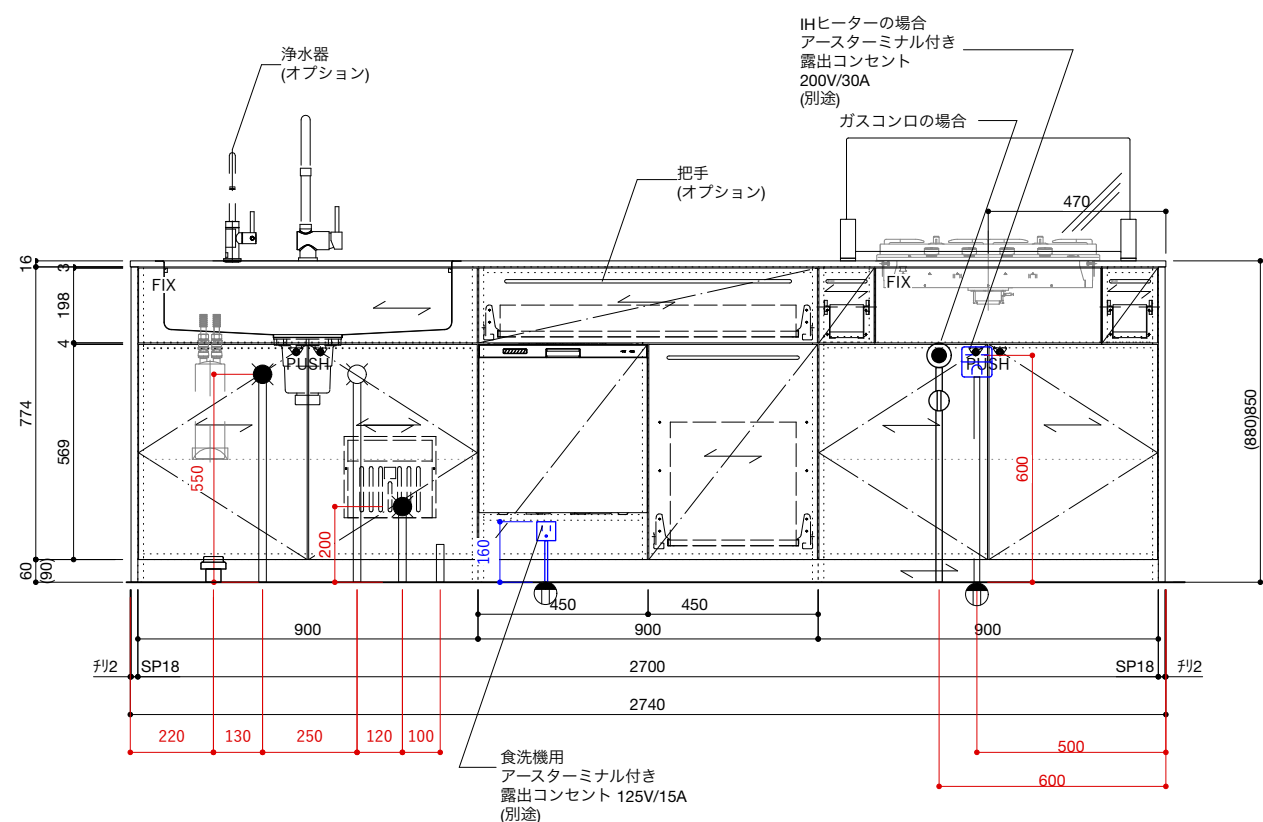 浄水器
(オプション)
IHヒーターの場合
アースターミナル付き
露出コンセント
200V/30A
(別途)
ガスコンロの場合
把手
(オプション)
470
16
3
198
4
774
569
60
(90)
(880)850
FIX
FIX
PUSH
PUSH
550
200
160
600
450
450
900
900
900
ﾁﾘ2
SP18
2700
SP18
ﾁﾘ2
2740
220
130
250
120
100
500
600
食洗機用
アースターミナル付き
露出コンセント 125V/15A
(別途)